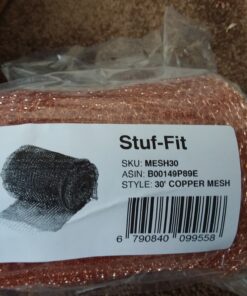 Stuf-Fit
SKU: MESH30
ASIN: B00149P89E
STYLE: 30' COPPER MESH
6 790840 099558